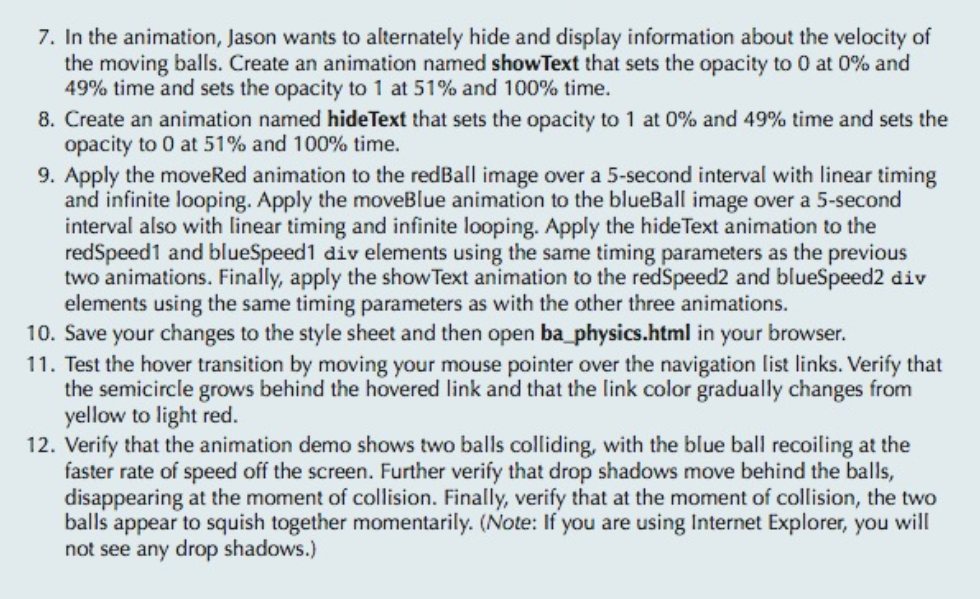 7. In the animation, Jason wants to alternately hide and display information about the velocity of
the moving balls. Create an animation named showText that sets the opacity to 0 at 0% and
49% time and sets the opacity to 1 at 51% and 100% time.
8. Create an animation named hideText that sets the opacity to 1 at 0% and 49% time and sets the
opacity to 0 at 51% and 100% time.
9. Apply the moveRed animation to the redBall image over a 5-second interval with linear timing
and infinite looping. Apply the moveBlue animation to the blueBall image over a 5-second
interval also with linear timing and infinite looping. Apply the hideText animation to the
redSpeed1 and blueSpeed1 div elements using the same timing parameters as the previous
two animations. Finally, apply the showText animation to the redSpeed2 and blueSpeed2 div
elements using the same timing parameters as with the other three animations.
10. Save your changes to the style sheet and then open ba_physics.html in your browser.
11. Test the hover transition by moving your mouse pointer over the navigation list links. Verify that
the semicircle grows behind the hovered link and that the link color gradually changes from
yellow to light red.
12. Verify that the animation demo shows two balls colliding, with the blue ball recoiling at the
faster rate of speed off the screen. Further verify that drop shadows move behind the balls,
disappearing at the moment of collision. Finally, verify that at the moment of collision, the two
balls appear to squish together momentarily. (Note: If you are using Internet Explorer, you will
not see any drop shadows.)